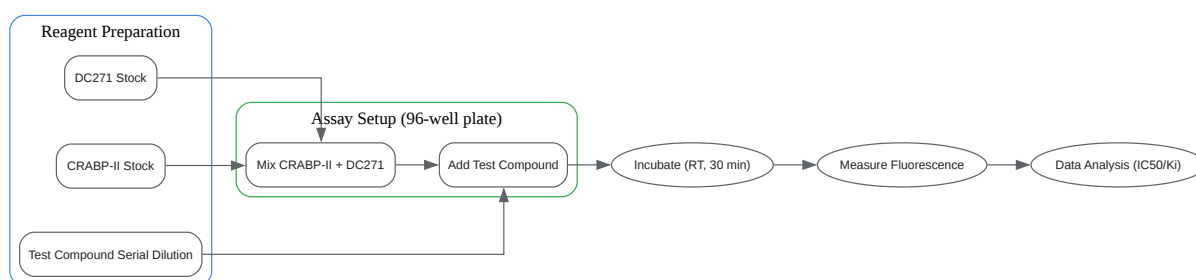 Reagent Preparation
DC271 Stock
Assay Setup (96-well plate)
CRABP-II Stock
Mix CRABP-II + DC271
Add Test Compound
Incubate (RT, 30 min)
Measure Fluorescence
Data Analysis (IC50/Ki)
Test Compound Serial Dilution